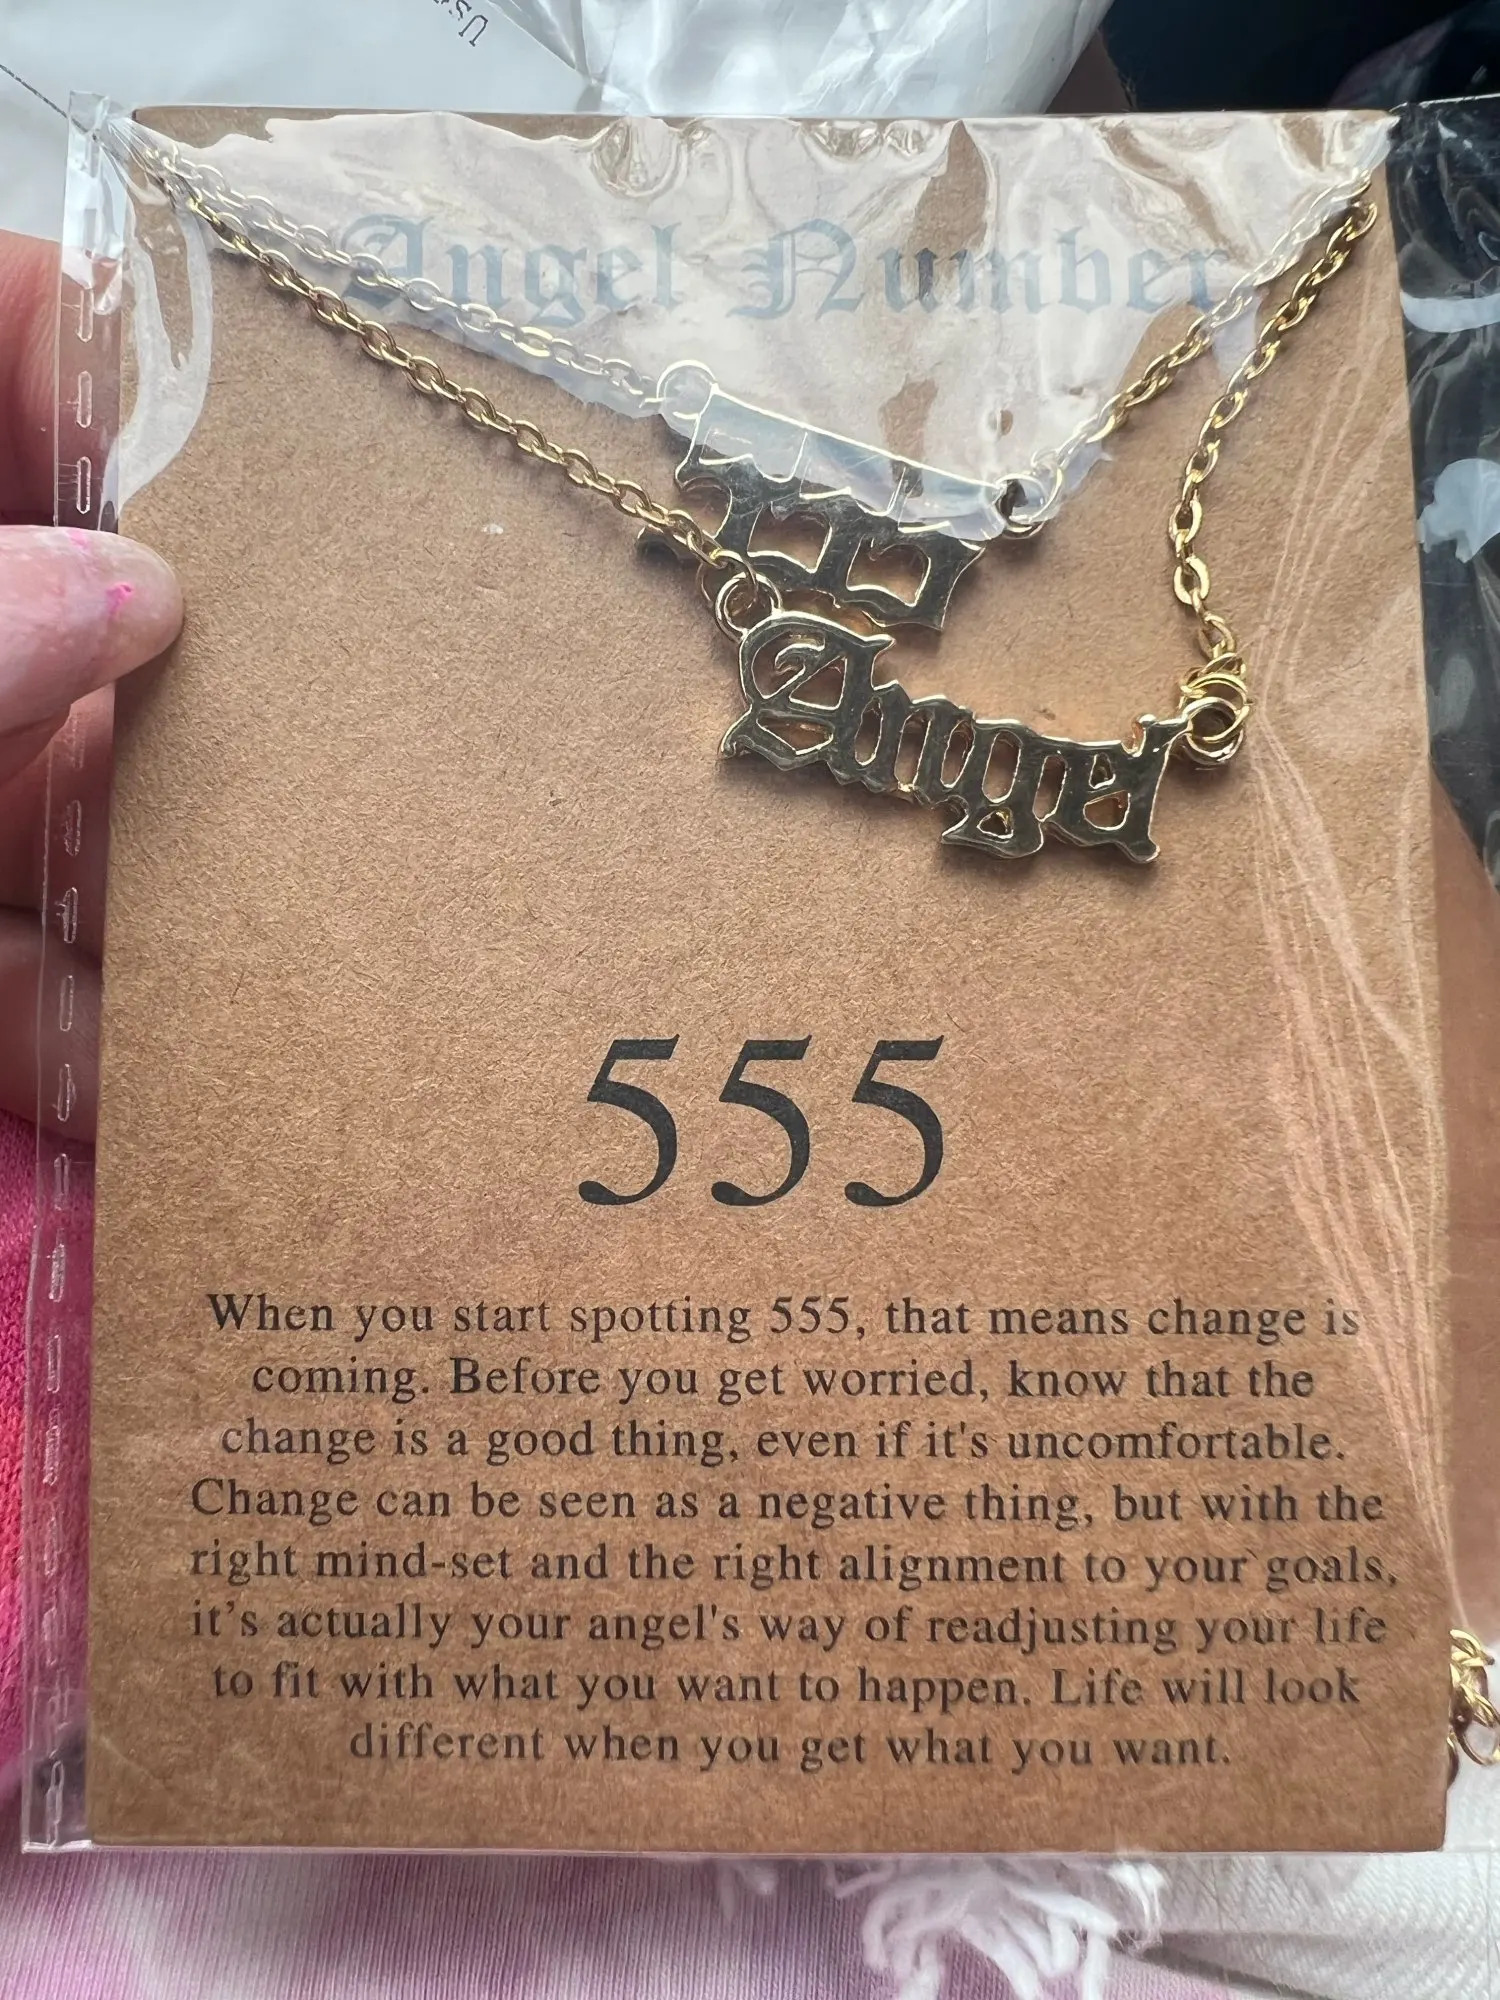 Angel Number
Angel
555
When you start spotting 555, that means change is
coming. Before you get worried, know that the
change is a good thing, even if it's uncomfortable.
Change can be seen as a negative thing, but with the
right mind-set and the right alignment to your goals,
it’s actually your angel's way of readjusting your life
to fit with what you want to happen. Life will look
different when you get what you want.